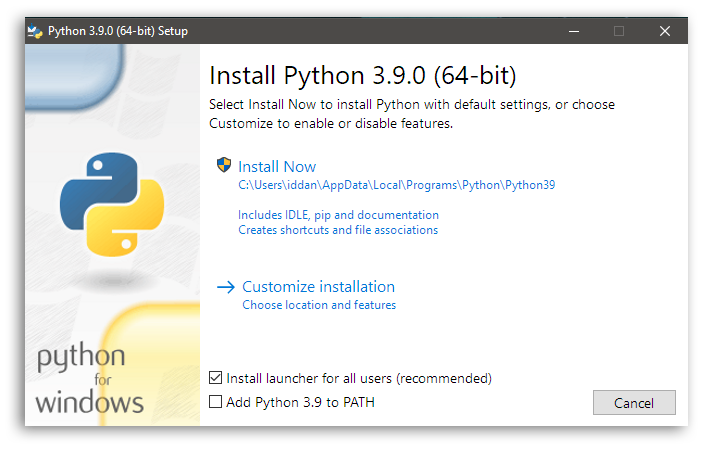 Python 3.9.0 (64-bit) Setup
Install Python 3.9.0 (64-bit)
Select Install Now to install Python with default settings, or choose
Customize to enable or disable features.
Install Now
C:\Users\iddan\AppData\Local\Programs\Python\Python39
Includes IDLE, pip and documentation
Creates shortcuts and file associations
Customize installation
Choose location and features
python
for
windows
Install launcher for all users (recommended)
Add Python 3.9 to PATH
Cancel